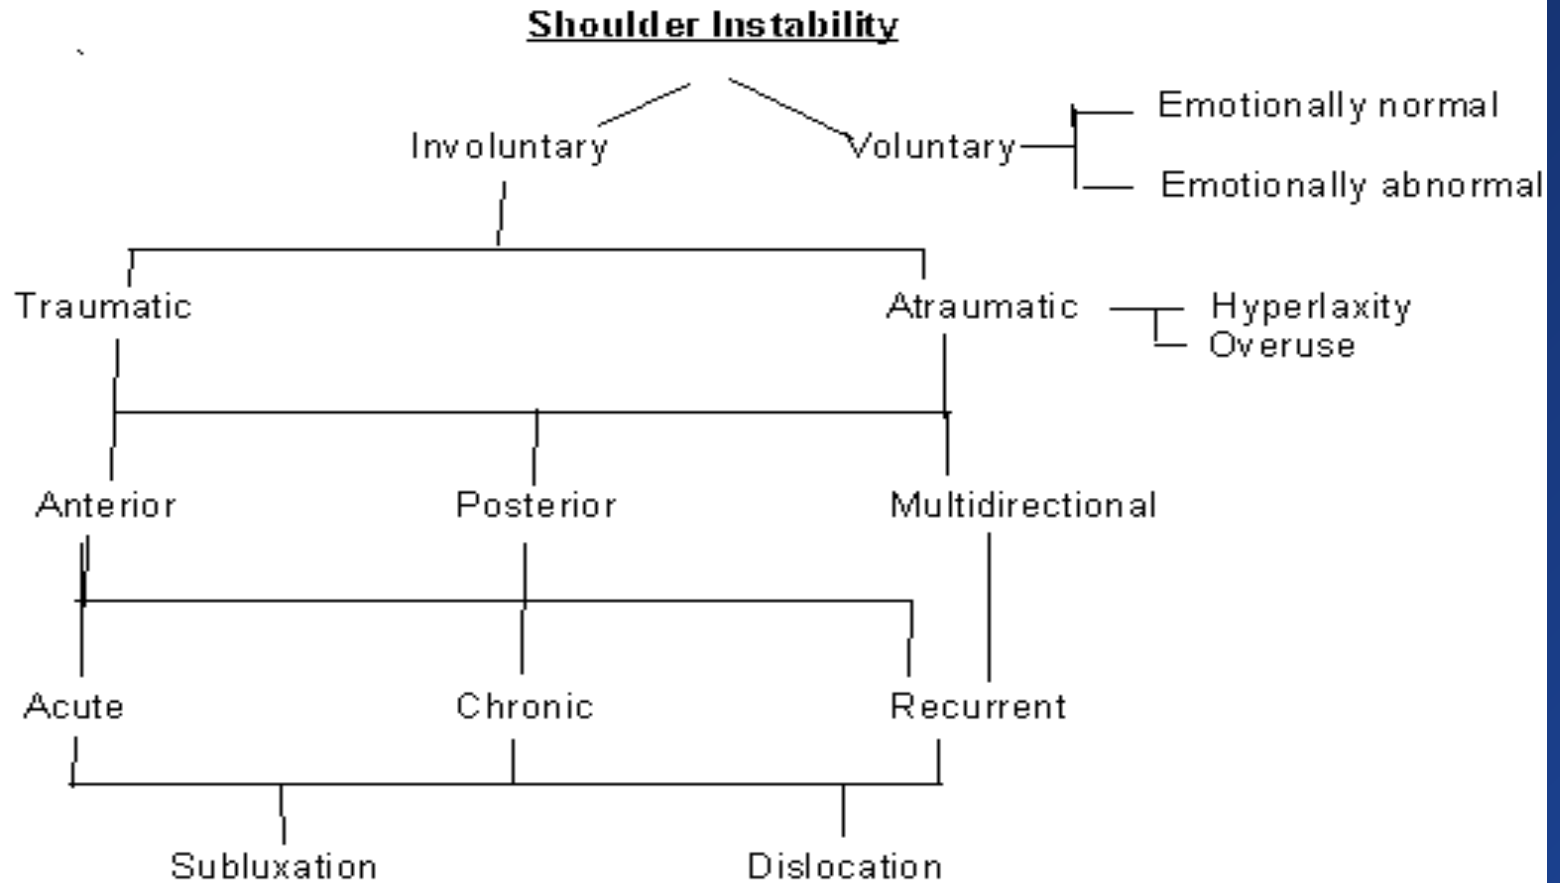 Shoulder Instability
Emotionally normal
Involuntary Voluntary
Emotionally abnormal
Traumatic Atraumatic Hyperlaxity
Overuse
Anterior Posterior Multidirectional
Acute Chronic Recurrent
Subluxation Dislocation